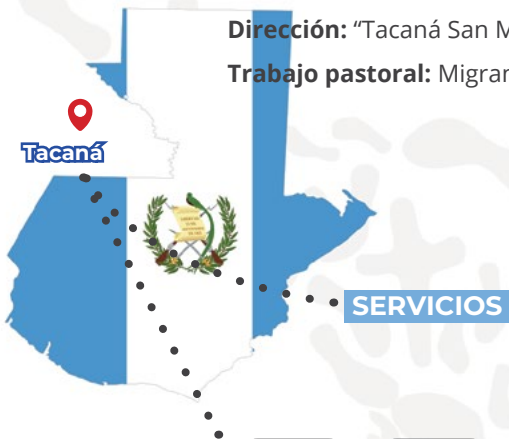 Dirección: “Tacaná San M
Trabajo pastoral: Migran
Tacaná
SERVICIOS